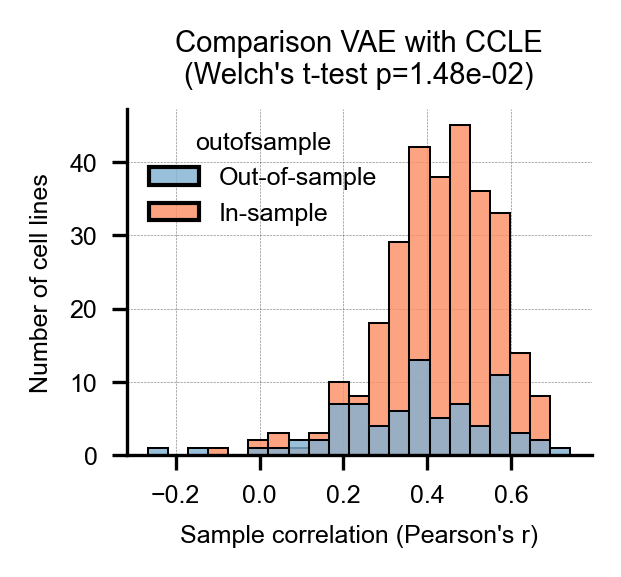 Comparison VAE with CCLE
(Welch's t-test p=1.48e-02)
outofsample
Out-of-sample
In-sample
Number of cell lines
40
30
20
10
0
−0.2 0.0 0.2 0.4 0.6
Sample correlation (Pearson's r)